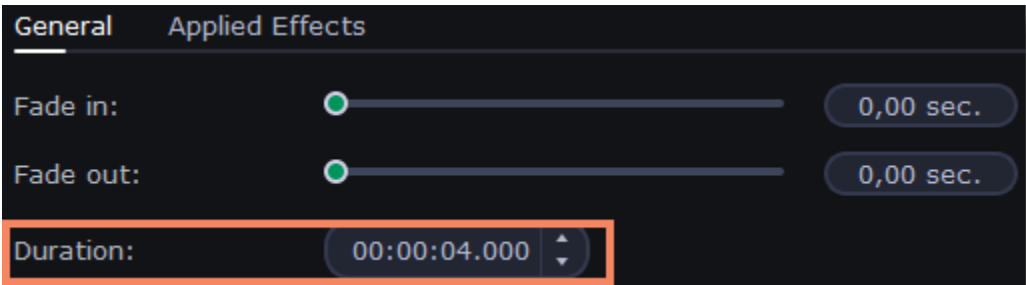 General Applied Effects
Fade in: 0,00 sec.
Fade out: 0,00 sec.
Duration: 00:00:04.000